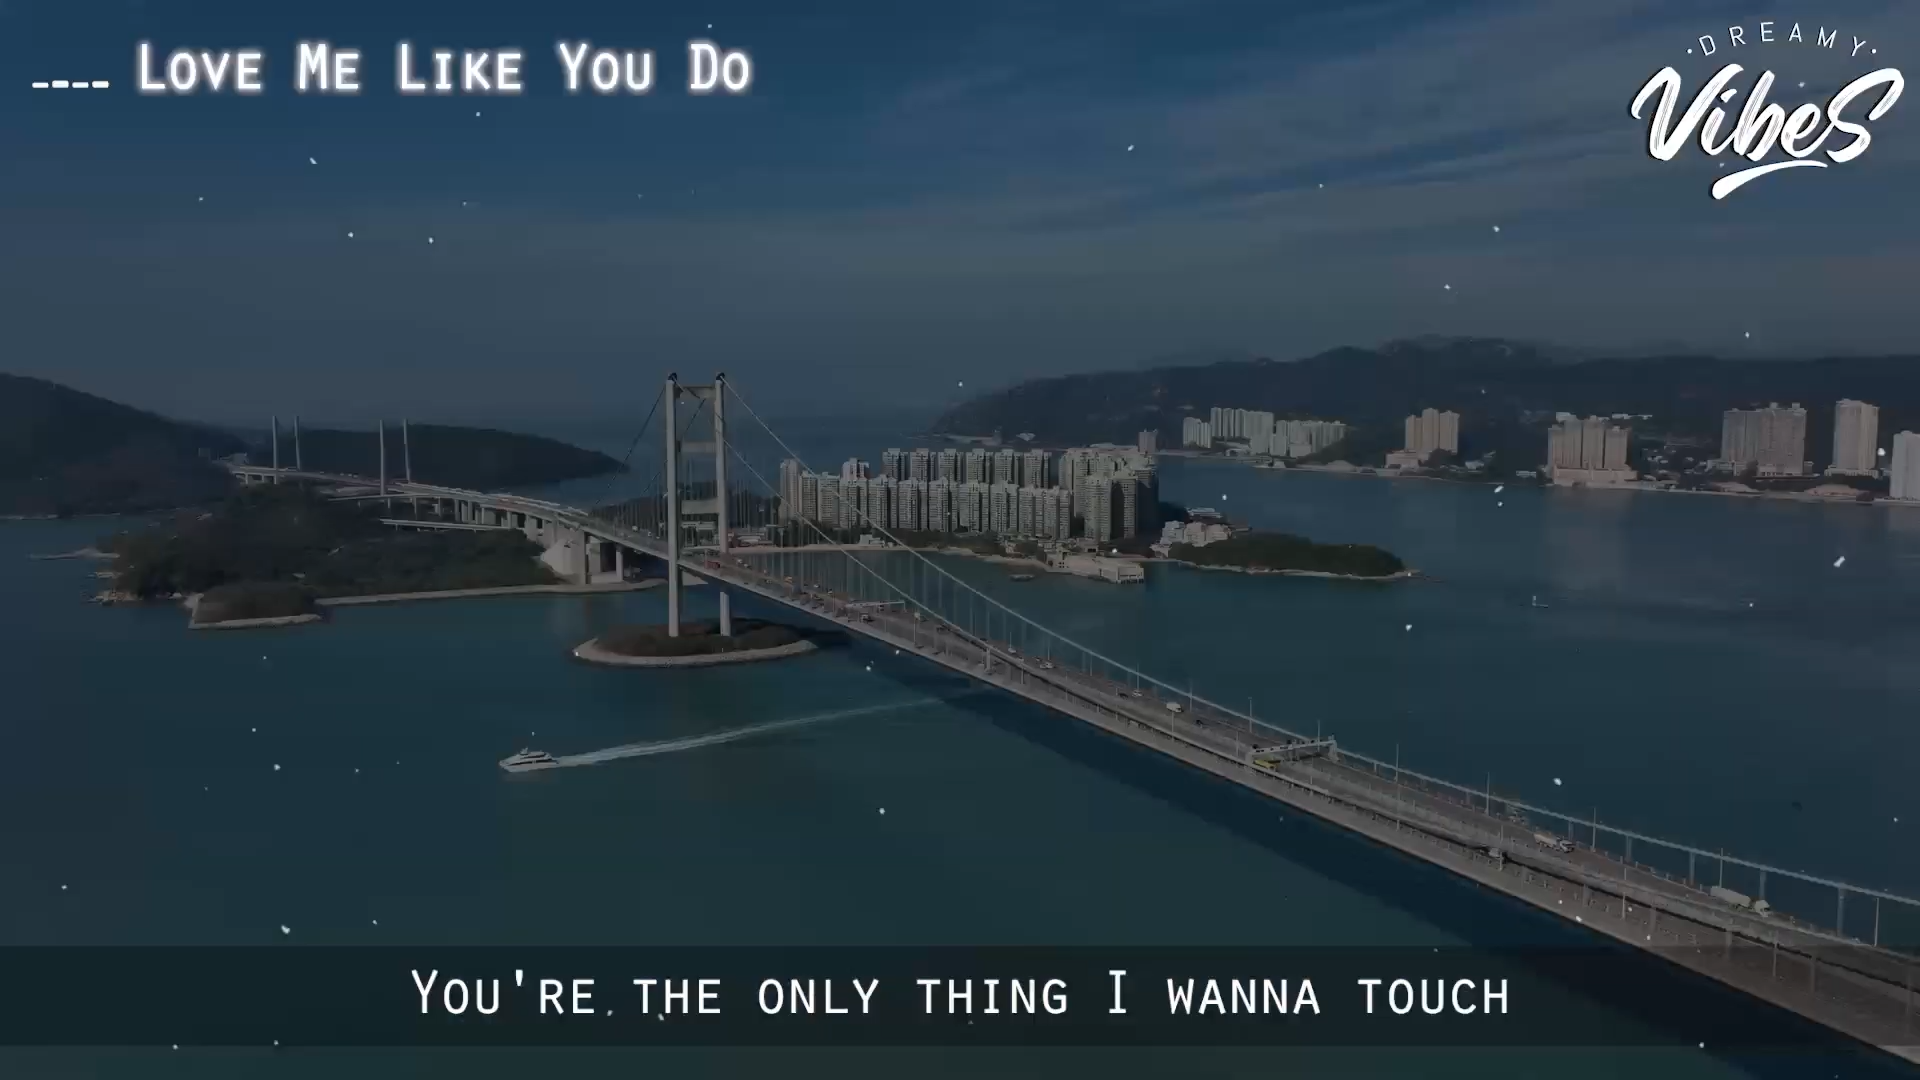 ---- Love Me Like You Do
·DREAMY·
Vibes
You're the only thing I wanna touch